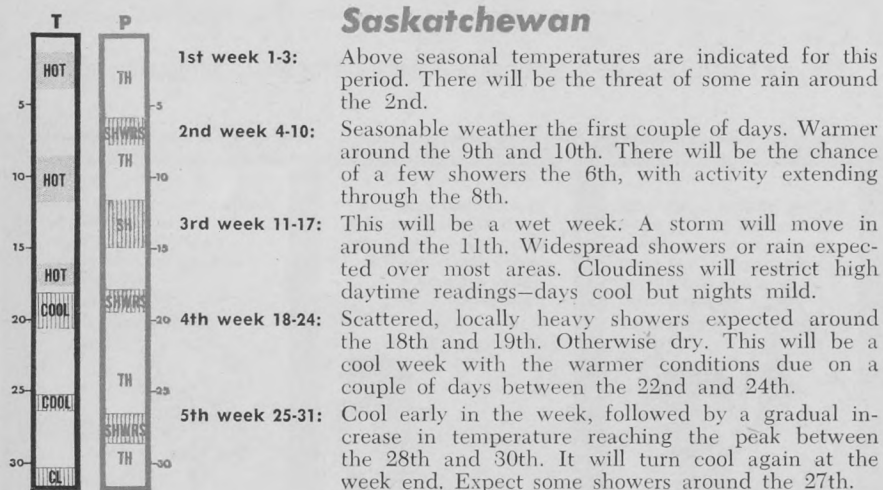 T P Saskatchewan
1st week 1-3: Above seasonal temperatures are indicated for this
period. There will be the threat of some rain around
the 2nd.
2nd week 4-10: Seasonable weather the first couple of days. Warmer
around the 9th and 10th. There will be the chance
of a few showers the 6th, with activity extending
through the 8th.
3rd week 11-17: This will be a wet week. A storm will move in
around the 11th. Widespread showers or rain expec-
ted over most areas. Cloudiness will restrict high
daytime readings—days cool but nights mild.
4th week 18-24: Scattered, locally heavy showers expected around
the 18th and 19th. Otherwise dry. This will be a
cool week with the warmer conditions due on a
couple of days between the 22nd and 24th.
5th week 25-31: Cool early in the week, followed by a gradual in-
crease in temperature reaching the peak between
the 28th and 30th. It will turn cool again at the
week end. Expect some showers around the 27th.
HOT
5
10
HOT
15
HOT
COOL
20
25
COOL
30
CL
TH
5
SHWRS
TH
10
SH
15
SHWRS
20
TH
25
SHWRS
TH
30